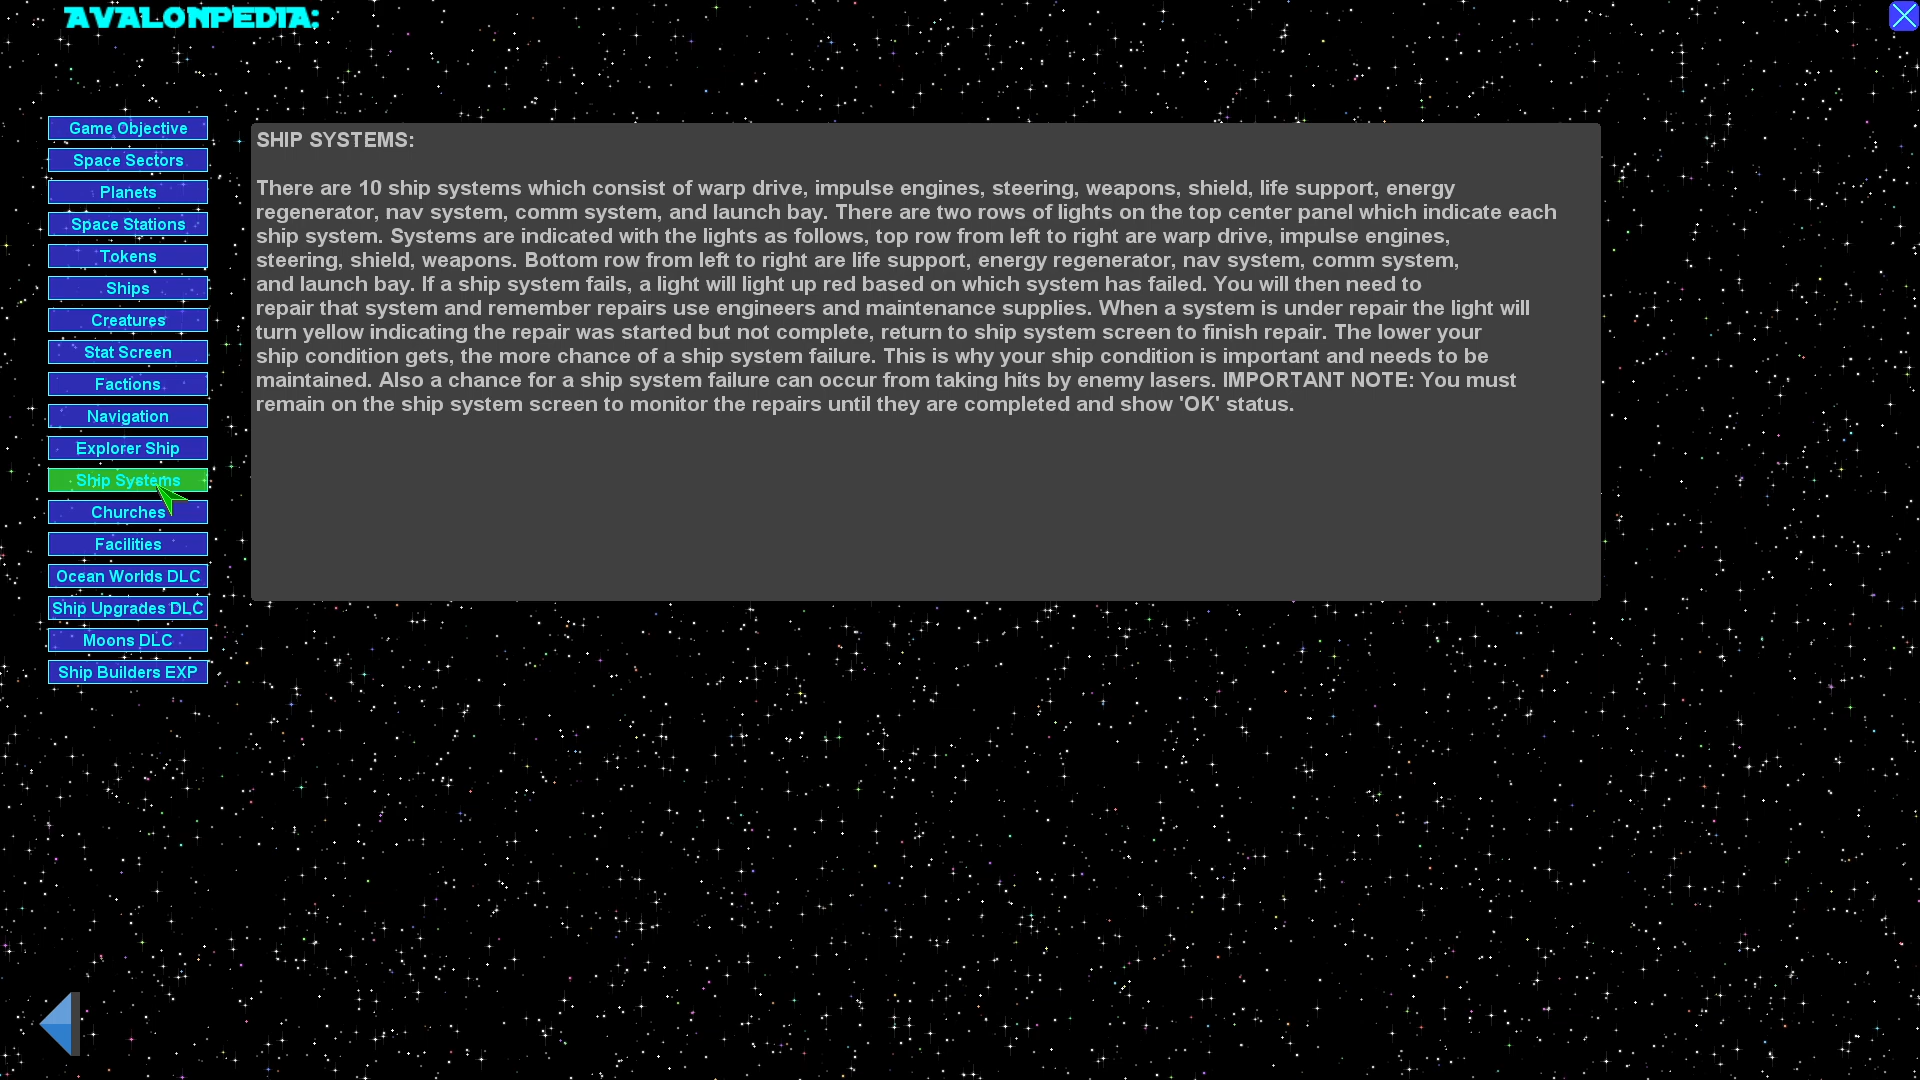 AVALONPEDIA:
Game Objective
Space Sectors
Planets
Space Stations
Tokens
Ships
Creatures
Stat Screen
Factions
Navigation
Explorer Ship
Ship Systems
Churches
Facilities
Ocean Worlds DLC
Ship Upgrades DLC
Moons DLC
Ship Builders EXP
SHIP SYSTEMS:
There are 10 ship systems which consist of warp drive, impulse engines, steering, weapons, shield, life support, energy
regenerator, nav system, comm system, and launch bay. There are two rows of lights on the top center panel which indicate each
ship system. Systems are indicated with the lights as follows, top row from left to right are warp drive, impulse engines,
steering, shield, weapons. Bottom row from left to right are life support, energy regenerator, nav system, comm system,
and launch bay. If a ship system fails, a light will light up red based on which system has failed. You will then need to
repair that system and remember repairs use engineers and maintenance supplies. When a system is under repair the light will
turn yellow indicating the repair was started but not complete, return to ship system screen to finish repair. The lower your
ship condition gets, the more chance of a ship system failure. This is why your ship condition is important and needs to be
maintained. Also a chance for a ship system failure can occur from taking hits by enemy lasers. IMPORTANT NOTE: You must
remain on the ship system screen to monitor the repairs until they are completed and show 'OK' status.